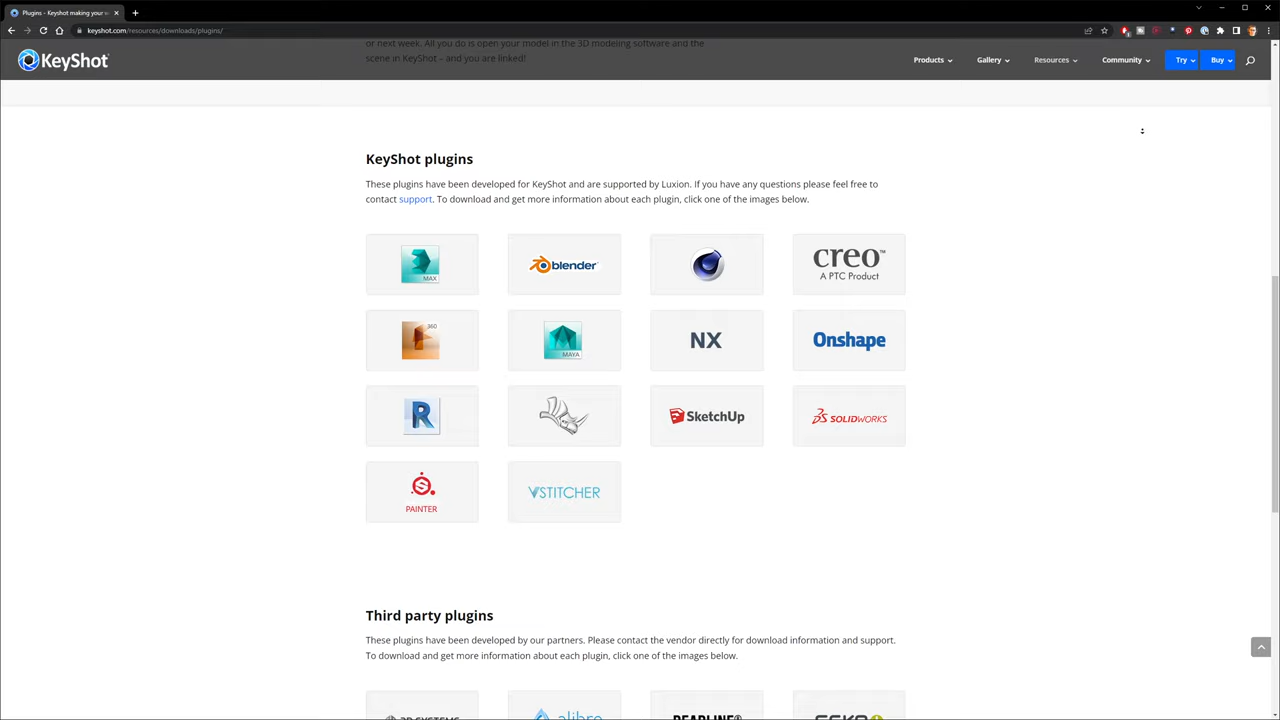 Plugins - Keyshot making your w
keyshot.com/resources/downloads/plugins/
or next week. All you do is open your model in the 3D modeling software and the
scene in KeyShot – and you are linked!
KeyShot
Products
Gallery
Resources
Community
Try
Buy
KeyShot plugins
These plugins have been developed for KeyShot and are supported by Luxion. If you have any questions please feel free to
contact support. To download and get more information about each plugin, click one of the images below.
MAX
blender
creo™
A PTC Product
360
MAYA
NX
Onshape
R
SketchUp
SOLIDWORKS
PAINTER
VSTITCHER
Third party plugins
These plugins have been developed by our partners. Please contact the vendor directly for download information and support.
To download and get more information about each plugin, click one of the images below.
3D SYSTEMS
alibre
DEADLINE